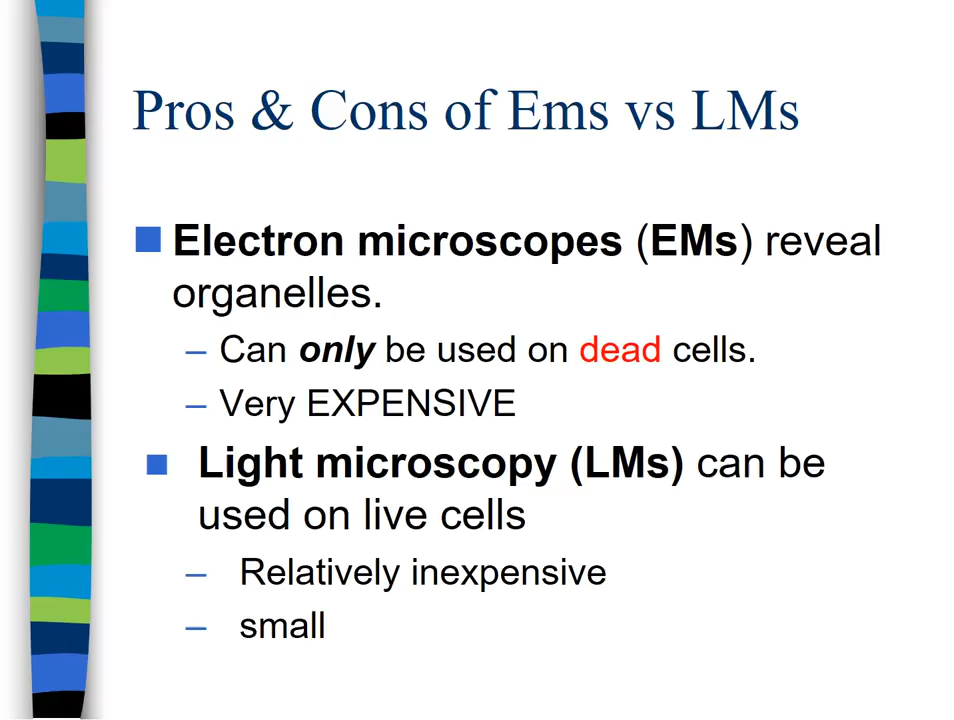 Pros & Cons of Ems vs LMs
Electron microscopes (EMs) reveal
organelles.
– Can only be used on dead cells.
– Very EXPENSIVE
Light microscopy (LMs) can be
used on live cells
– Relatively inexpensive
– small